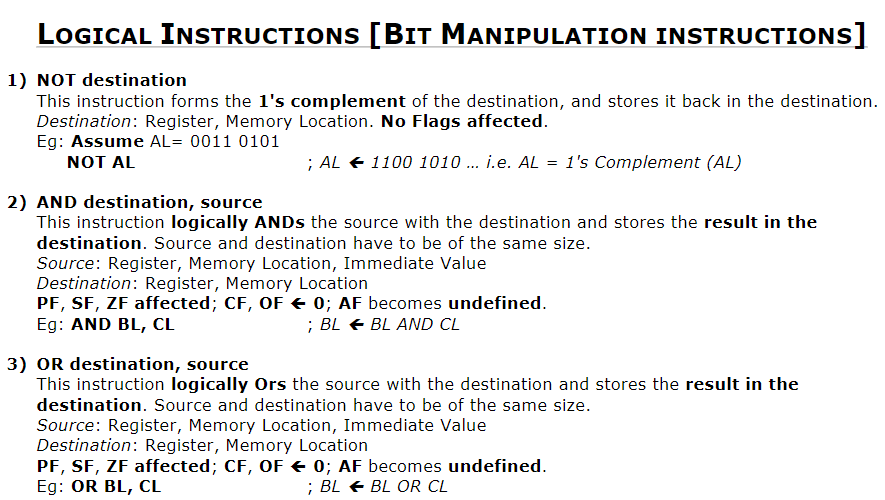 LOGICAL INSTRUCTIONS [BIT MANIPULATION INSTRUCTIONS]
1) NOT destination
This instruction forms the 1's complement of the destination, and stores it back in the destination.
Destination: Register, Memory Location. No Flags affected.
Eg: Assume AL= 0011 0101
NOT AL ; AL ← 1100 1010 … i.e. AL = 1's Complement (AL)
2) AND destination, source
This instruction logically ANDs the source with the destination and stores the result in the
destination. Source and destination have to be of the same size.
Source: Register, Memory Location, Immediate Value
Destination: Register, Memory Location
PF, SF, ZF affected; CF, OF ← 0; AF becomes undefined.
Eg: AND BL, CL ; BL ← BL AND CL
3) OR destination, source
This instruction logically Ors the source with the destination and stores the result in the
destination. Source and destination have to be of the same size.
Source: Register, Memory Location, Immediate Value
Destination: Register, Memory Location
PF, SF, ZF affected; CF, OF ← 0; AF becomes undefined.
Eg: OR BL, CL ; BL ← BL OR CL